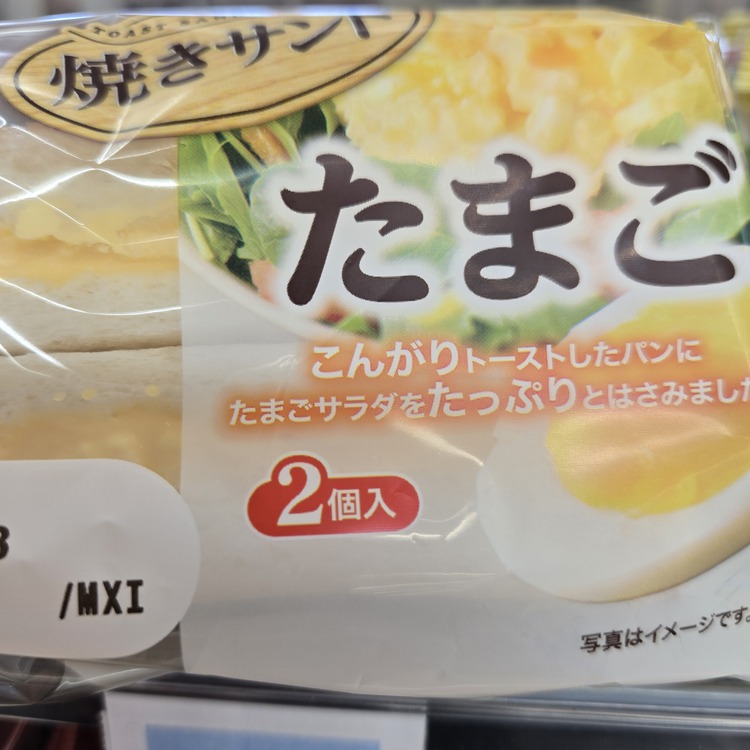 TOAST
焼きサンド
たまご
こんがりトーストしたパンに
たまごサラダをたっぷりとはさみました
2個入
/MXI
写真はイメージです。